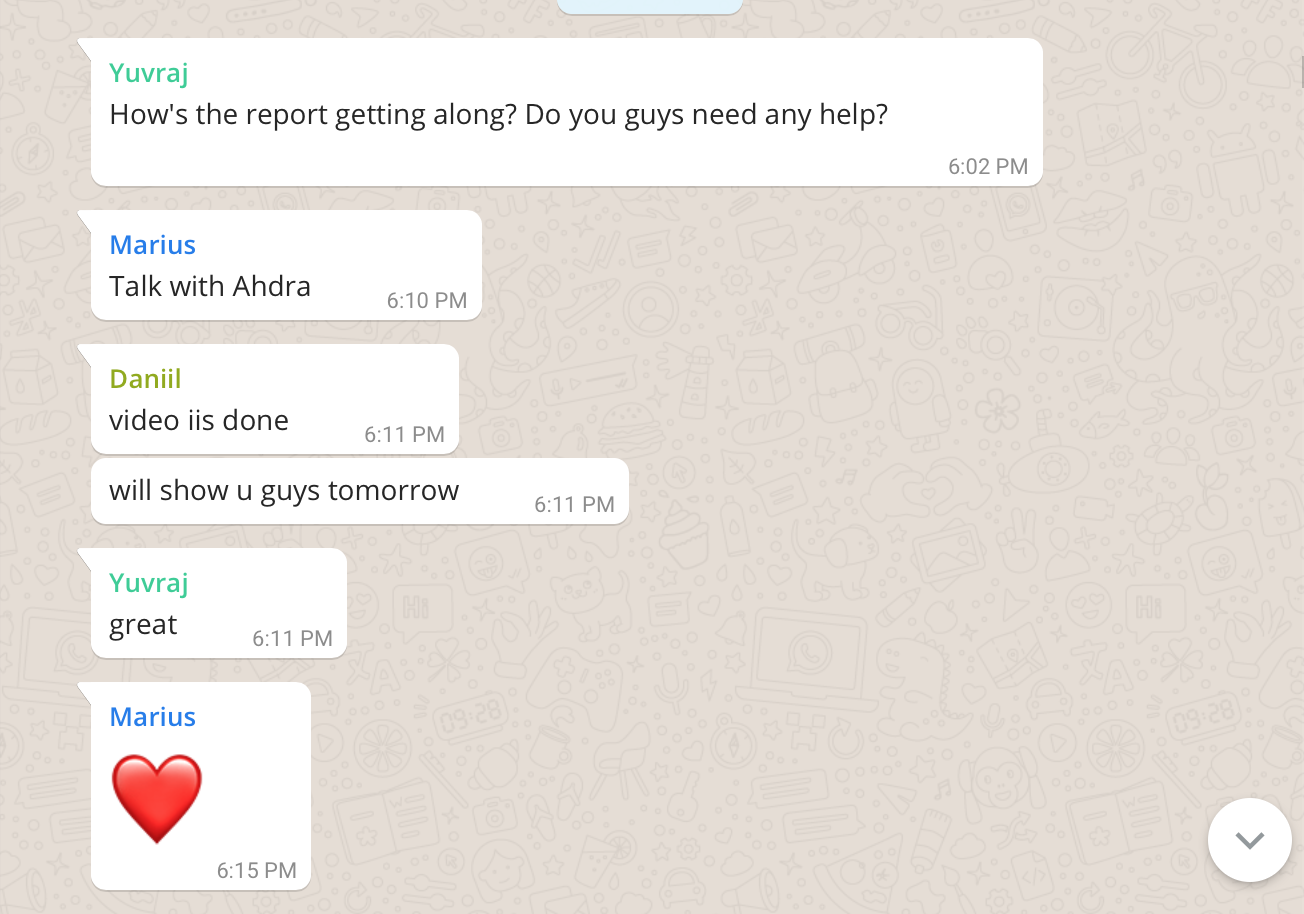 Yuvraj
How's the report getting along? Do you guys need any help?
6:02 PM
Marius
Talk with Ahdra
6:10 PM
Daniil
video iis done
6:11 PM
will show u guys tomorrow
6:11 PM
Yuvraj
great
6:11 PM
Marius
6:15 PM